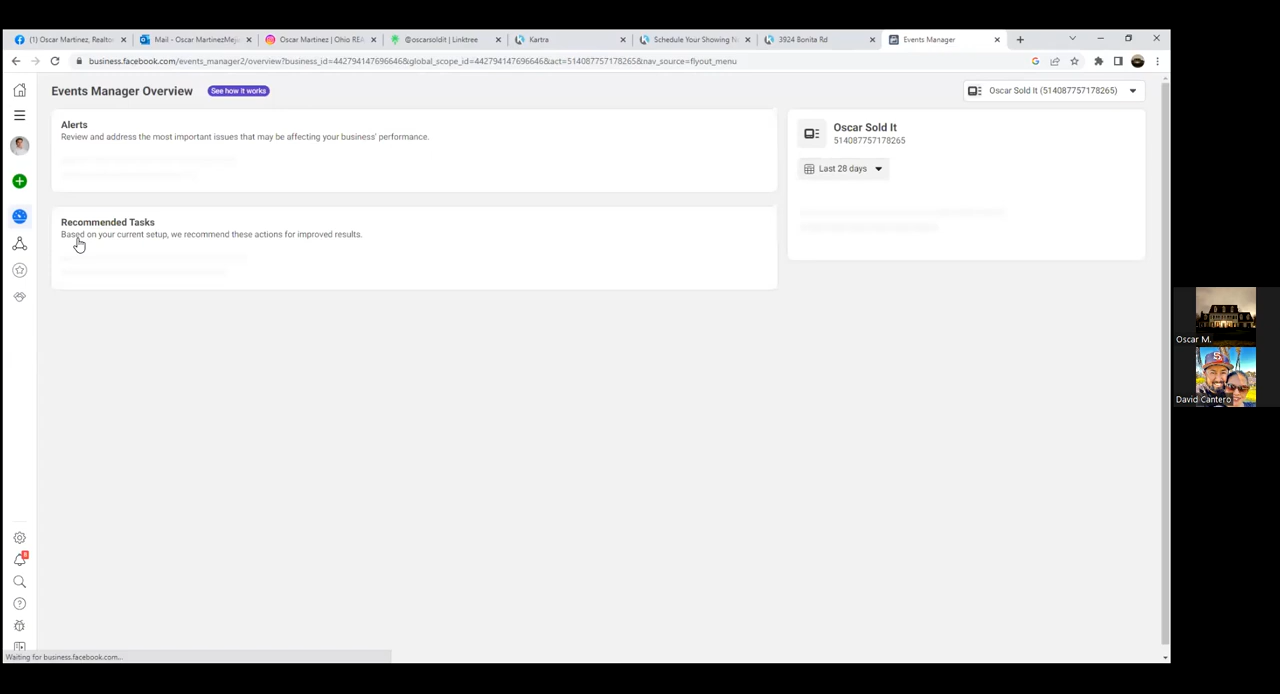 (1) Oscar Martinez, Realto
Mail - Oscar MartinezMeji
Oscar Martinez | Ohio REA
@oscarsoldit | Linktree
Kartra
Schedule Your Showing N
3924 Bonita Rd
Events Manager
business.facebook.com/events_manager2/overview?business_id=442794147696646&global_scope_id=442794147696646&act=514087757178265&nav_source=flyout_menu
Events Manager Overview
See how it works
Oscar Sold It (514087757178265)
Alerts
Review and address the most important issues that may be affecting your business' performance.
Oscar Sold It
514087757178265
Last 28 days
Recommended Tasks
Based on your current setup, we recommend these actions for improved results.
Oscar M.
David Cantero
Waiting for business.facebook.com...